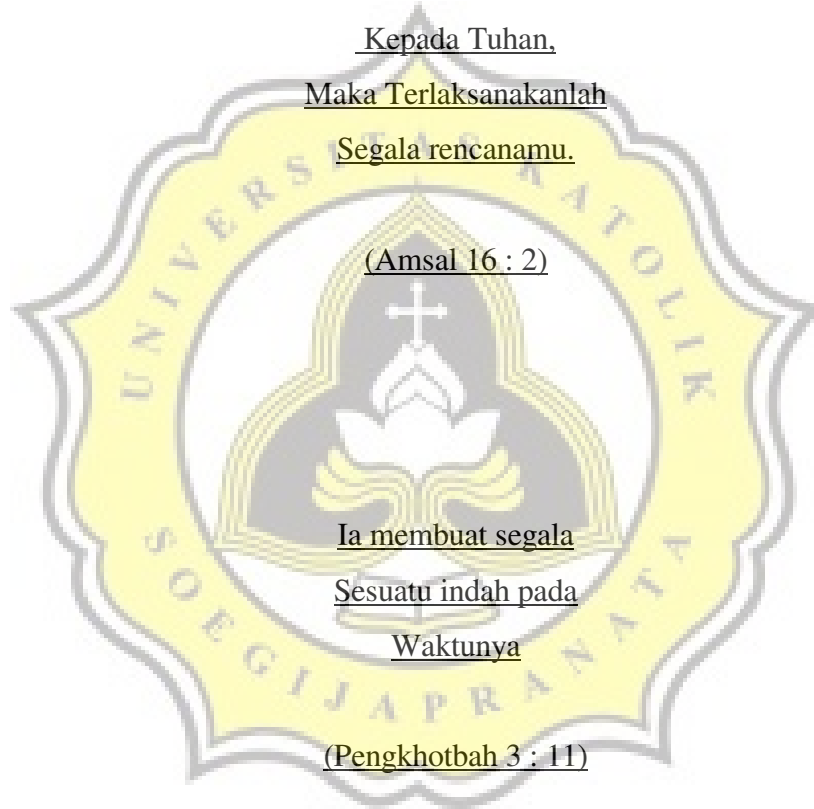 Kepada Tuhan,
Maka Terlaksanakanlah
Segala rencanamu.
(Amsal 16 : 2)
Ia membuat segala
Sesuatu indah pada
Waktunya
(Pengkhotbah 3 : 11)
UNIVERSITAS KATOLIK
SOEGIJAPRANATA